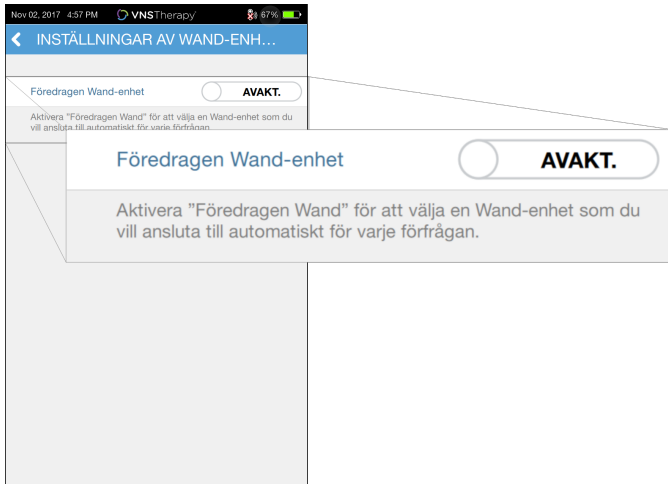 Nov 02, 2017 4:57 PM VNSTherapy 67%
INSTÄLLNINGAR AV WAND-ENH...
Föredragen Wand-enhet AVAKT.
Aktivera "Föredragen Wand" för att välja en Wand-enhet som du
vill ansluta till automatiskt för varje förfrågan.
Föredragen Wand-enhet AVAKT.
Aktivera ”Föredragen Wand” för att välja en Wand-enhet som du
vill ansluta till automatiskt för varje förfrågan.